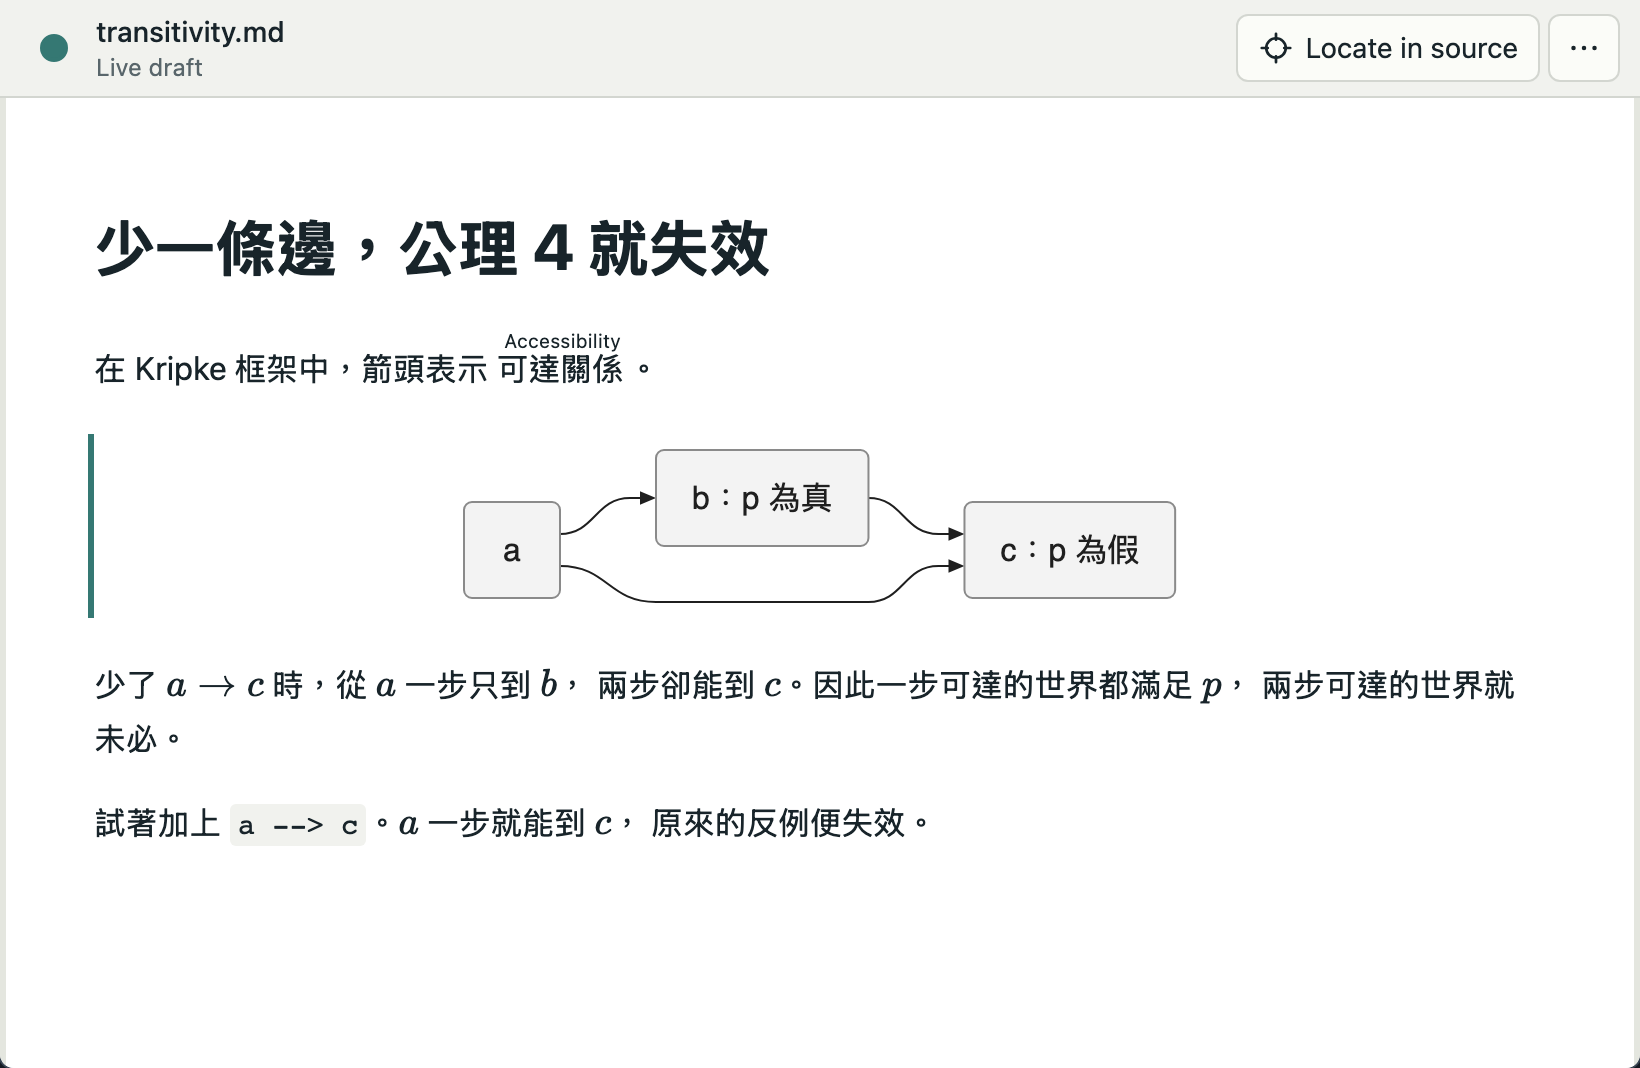 transitivity.md
Live draft
Locate in source
...
少一條邊，公理 4 就失效
Accessibility
在 Kripke 框架中，箭頭表示 可達關係 。
b：p 為真
a
c：p 為假
少了 a → c 時，從 a 一步只到 b， 兩步卻能到 c。因此一步可達的世界都滿足 p， 兩步可達的世界就
未必。
試著加上 a --> c 。a 一步就能到 c， 原來的反例便失效。